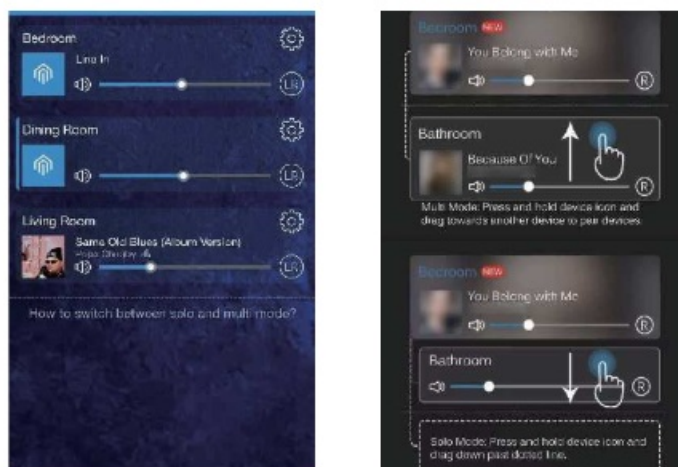 Bedroom
Line In
LR
Dining Room
LR
Living Room
Same Old Blues (Album Version)
Popa Chubby
LR
How to switch between solo and multi mode?
Bedroom NEW
You Belong with Me
R
Bathroom
Because Of You
R
Multi Mode: Press and hold device icon and
drag towards another device to pair devices.
Bedroom NEW
You Belong with Me
R
Bathroom
R
Solo Mode: Press and hold device icon and
drag down past dotted line.